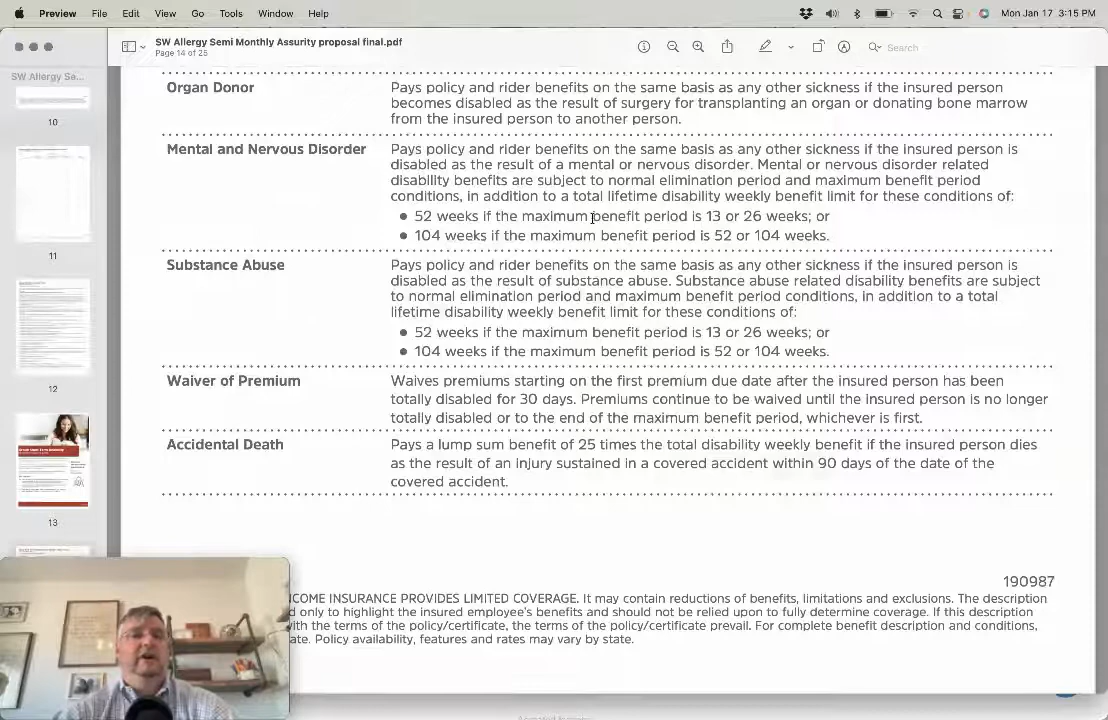 Preview File Edit View Go Tools Window Help Mon Jan 17 3:15 PM
SW Allergy Semi Monthly Assurity proposal final.pdf
Page 14 of 25
Search
SW Allergy Se...
10
11
12
13
Organ Donor
Pays policy and rider benefits on the same basis as any other sickness if the insured person
becomes disabled as the result of surgery for transplanting an organ or donating bone marrow
from the insured person to another person.
Mental and Nervous Disorder
Pays policy and rider benefits on the same basis as any other sickness if the insured person is
disabled as the result of a mental or nervous disorder. Mental or nervous disorder related
disability benefits are subject to normal elimination period and maximum benefit period
conditions, in addition to a total lifetime disability weekly benefit limit for these conditions of:
● 52 weeks if the maximum benefit period is 13 or 26 weeks; or
● 104 weeks if the maximum benefit period is 52 or 104 weeks.
Substance Abuse
Pays policy and rider benefits on the same basis as any other sickness if the insured person is
disabled as the result of substance abuse. Substance abuse related disability benefits are subject
to normal elimination period and maximum benefit period conditions, in addition to a total
lifetime disability weekly benefit limit for these conditions of:
● 52 weeks if the maximum benefit period is 13 or 26 weeks; or
● 104 weeks if the maximum benefit period is 52 or 104 weeks.
Waiver of Premium
Waives premiums starting on the first premium due date after the insured person has been
totally disabled for 30 days. Premiums continue to be waived until the insured person is no longer
totally disabled or to the end of the maximum benefit period, whichever is first.
Accidental Death
Pays a lump sum benefit of 25 times the total disability weekly benefit if the insured person dies
as the result of an injury sustained in a covered accident within 90 days of the date of the
covered accident.
190987
INSURANCE PROVIDES LIMITED COVERAGE. It may contain reductions of benefits, limitations and exclusions. The description
only to highlight the insured employee's benefits and should not be relied upon to fully determine coverage. If this description
the terms of the policy/certificate, the terms of the policy/certificate prevail. For complete benefit description and conditions,
Policy availability, features and rates may vary by state.